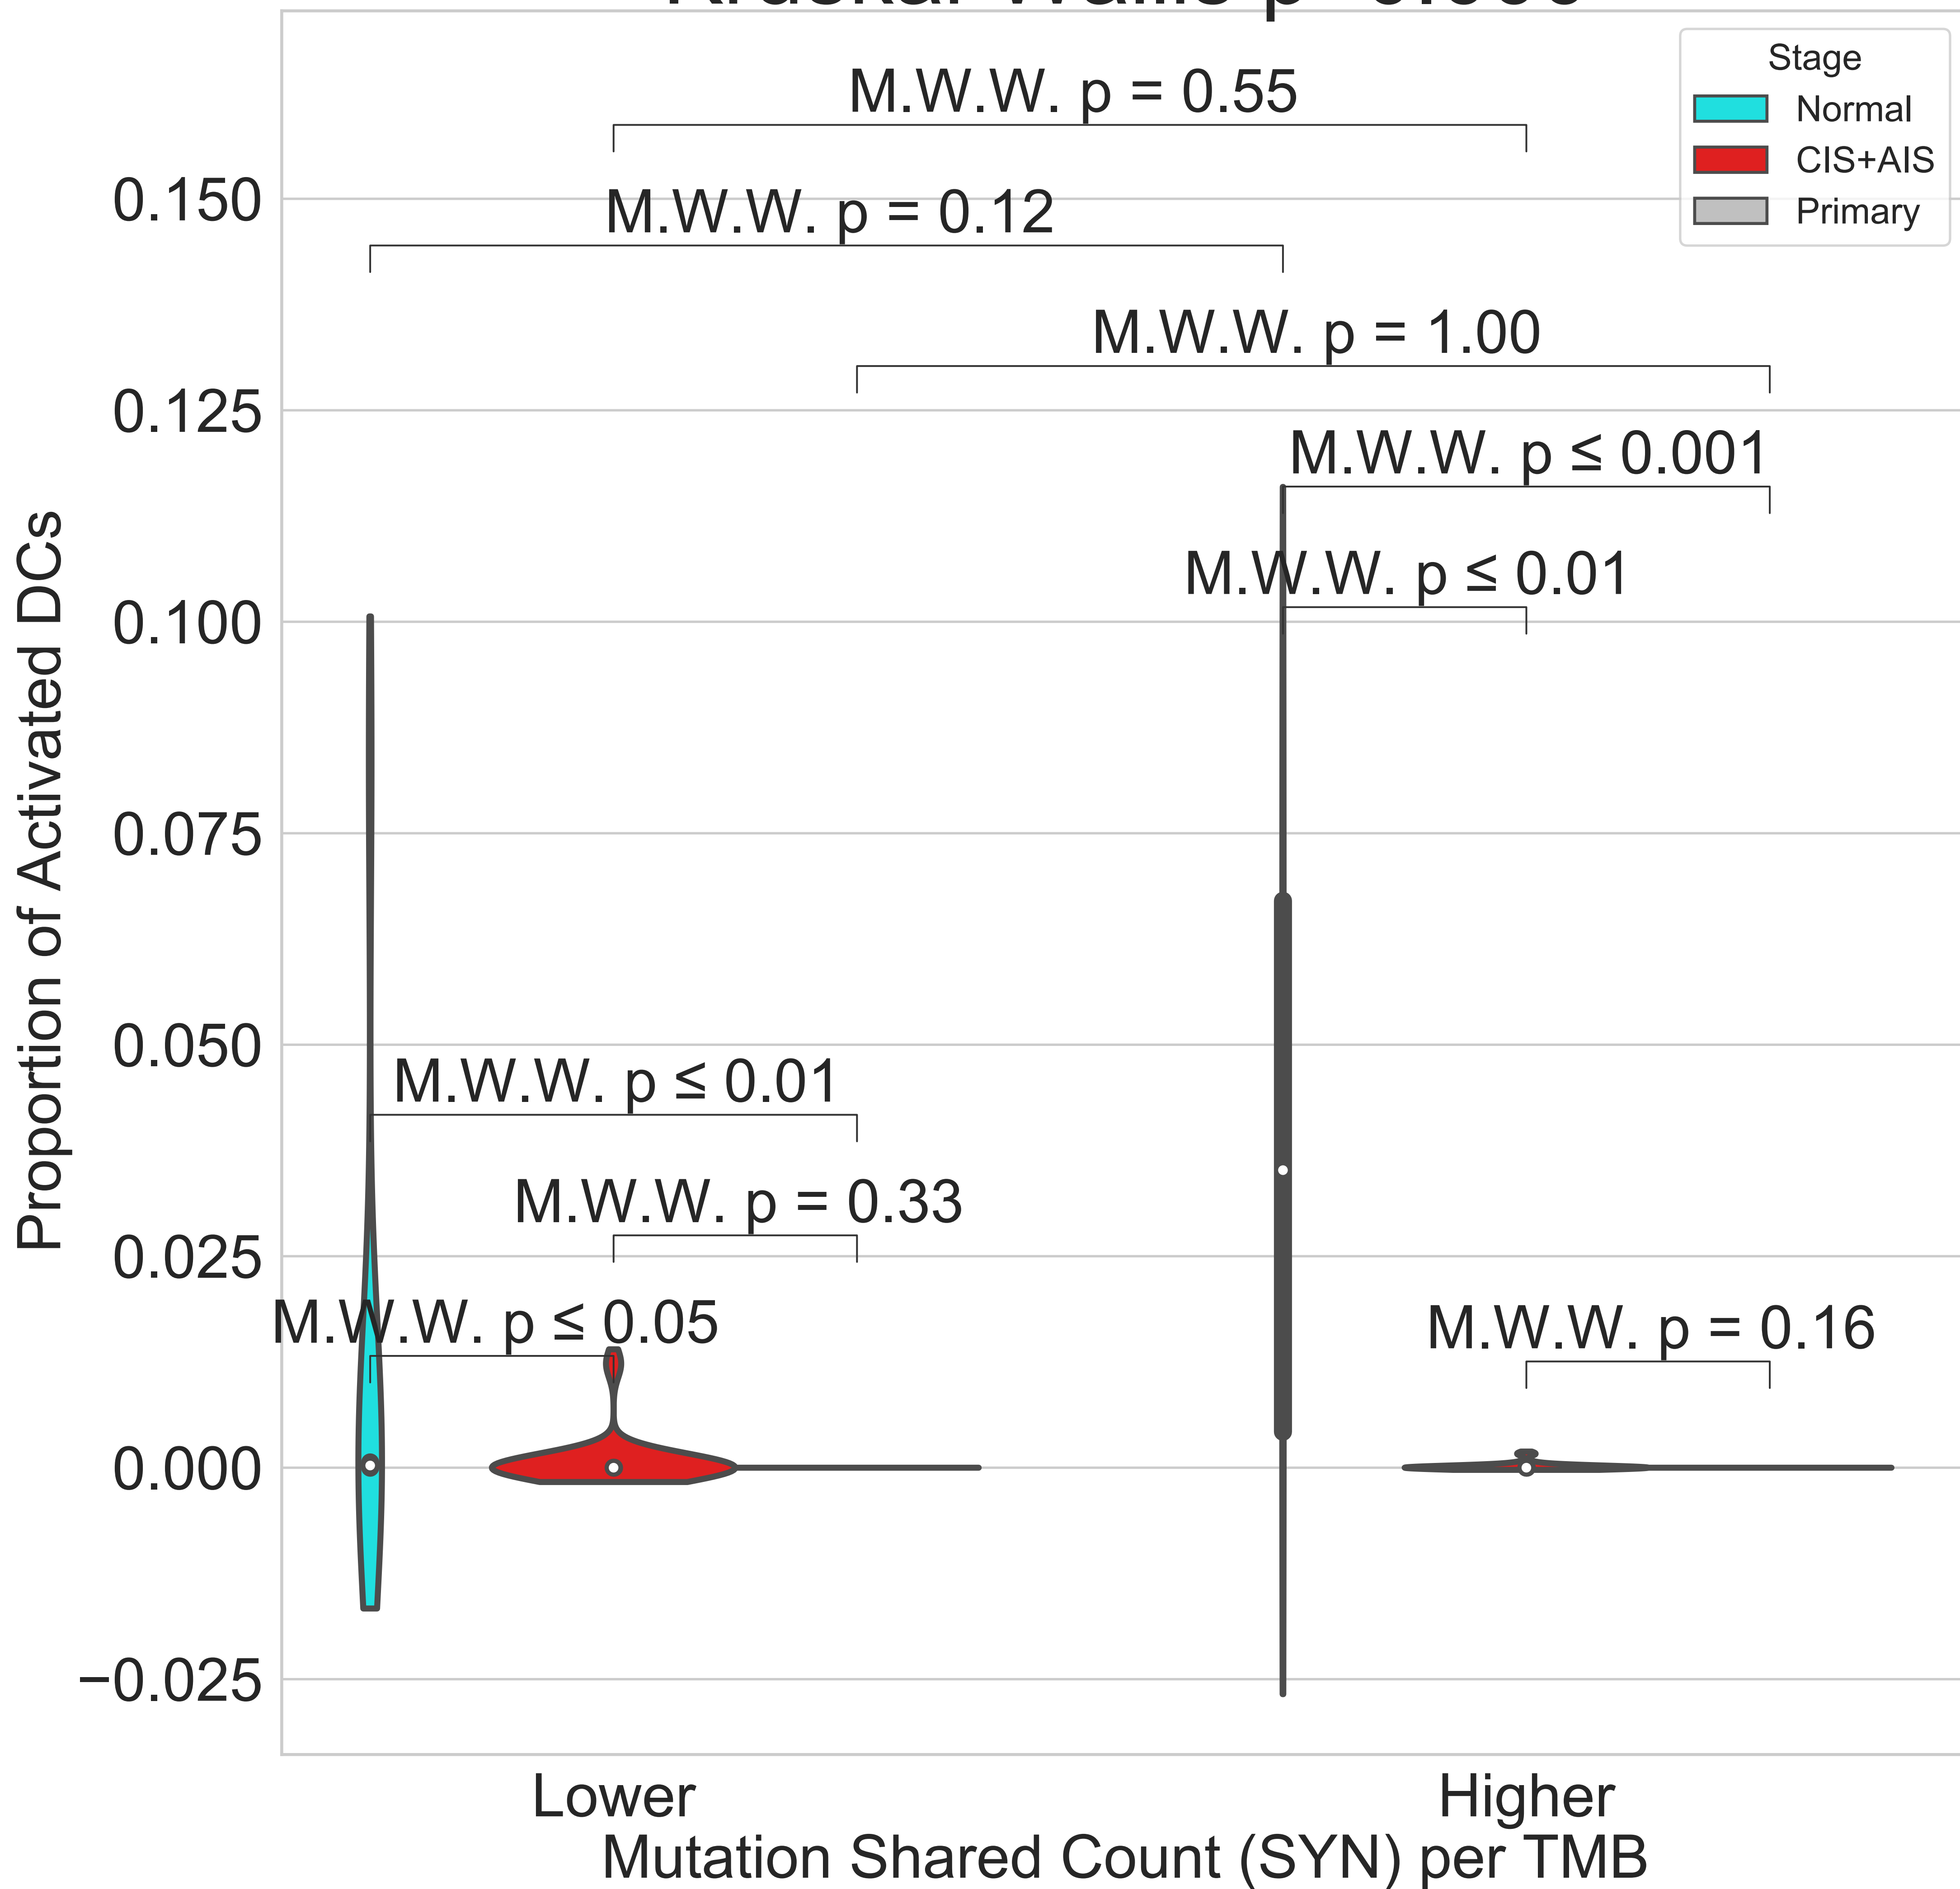 Stage
Normal
CIS+AIS
Primary
M.W.W. p = 0.55
M.W.W. p = 0.12
M.W.W. p = 1.00
M.W.W. p ≤ 0.001
M.W.W. p ≤ 0.01
M.W.W. p ≤ 0.01
M.W.W. p = 0.33
M.W.W. p ≤ 0.05
M.W.W. p = 0.16
Proportion of Activated DCs
0.150
0.125
0.100
0.075
0.050
0.025
0.000
−0.025
Lower
Higher
Mutation Shared Count (SYN) per TMB